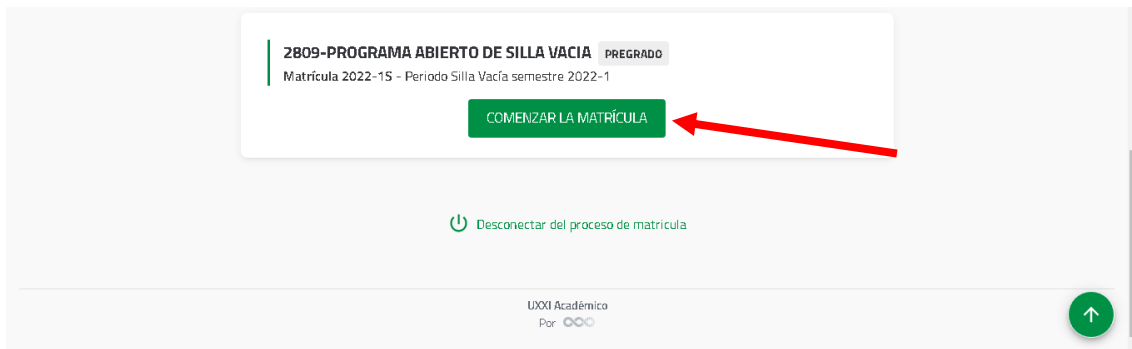 2809-PROGRAMA ABIERTO DE SILLA VACIA PREGRADO
Matrícula 2022-1S - Periodo Silla Vacía semestre 2022-1
COMENZAR LA MATRÍCULA
Desconectar del proceso de matricula
UXXI Académico
Por